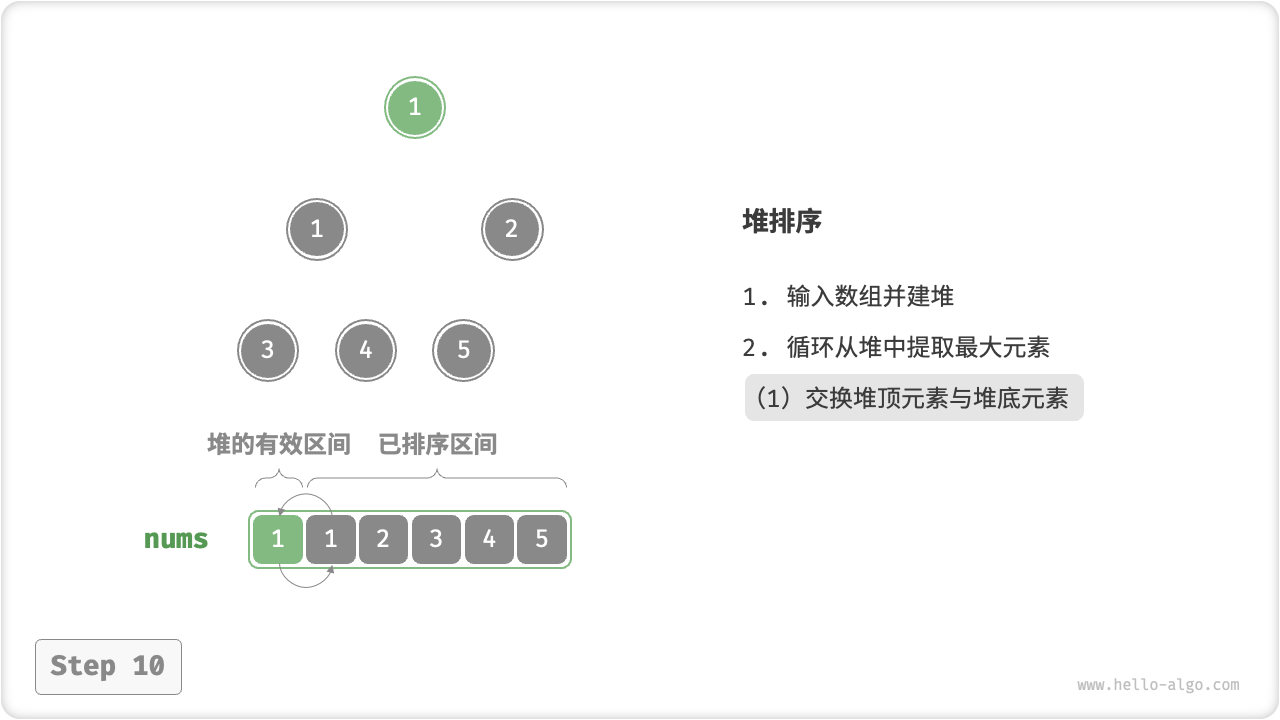 1
1 2
3 4 5
堆的有效区间 已排序区间
nums 1 1 2 3 4 5
堆排序
1. 输入数组并建堆
2. 循环从堆中提取最大元素
（1）交换堆顶元素与堆底元素
Step 10
www.hello-algo.com